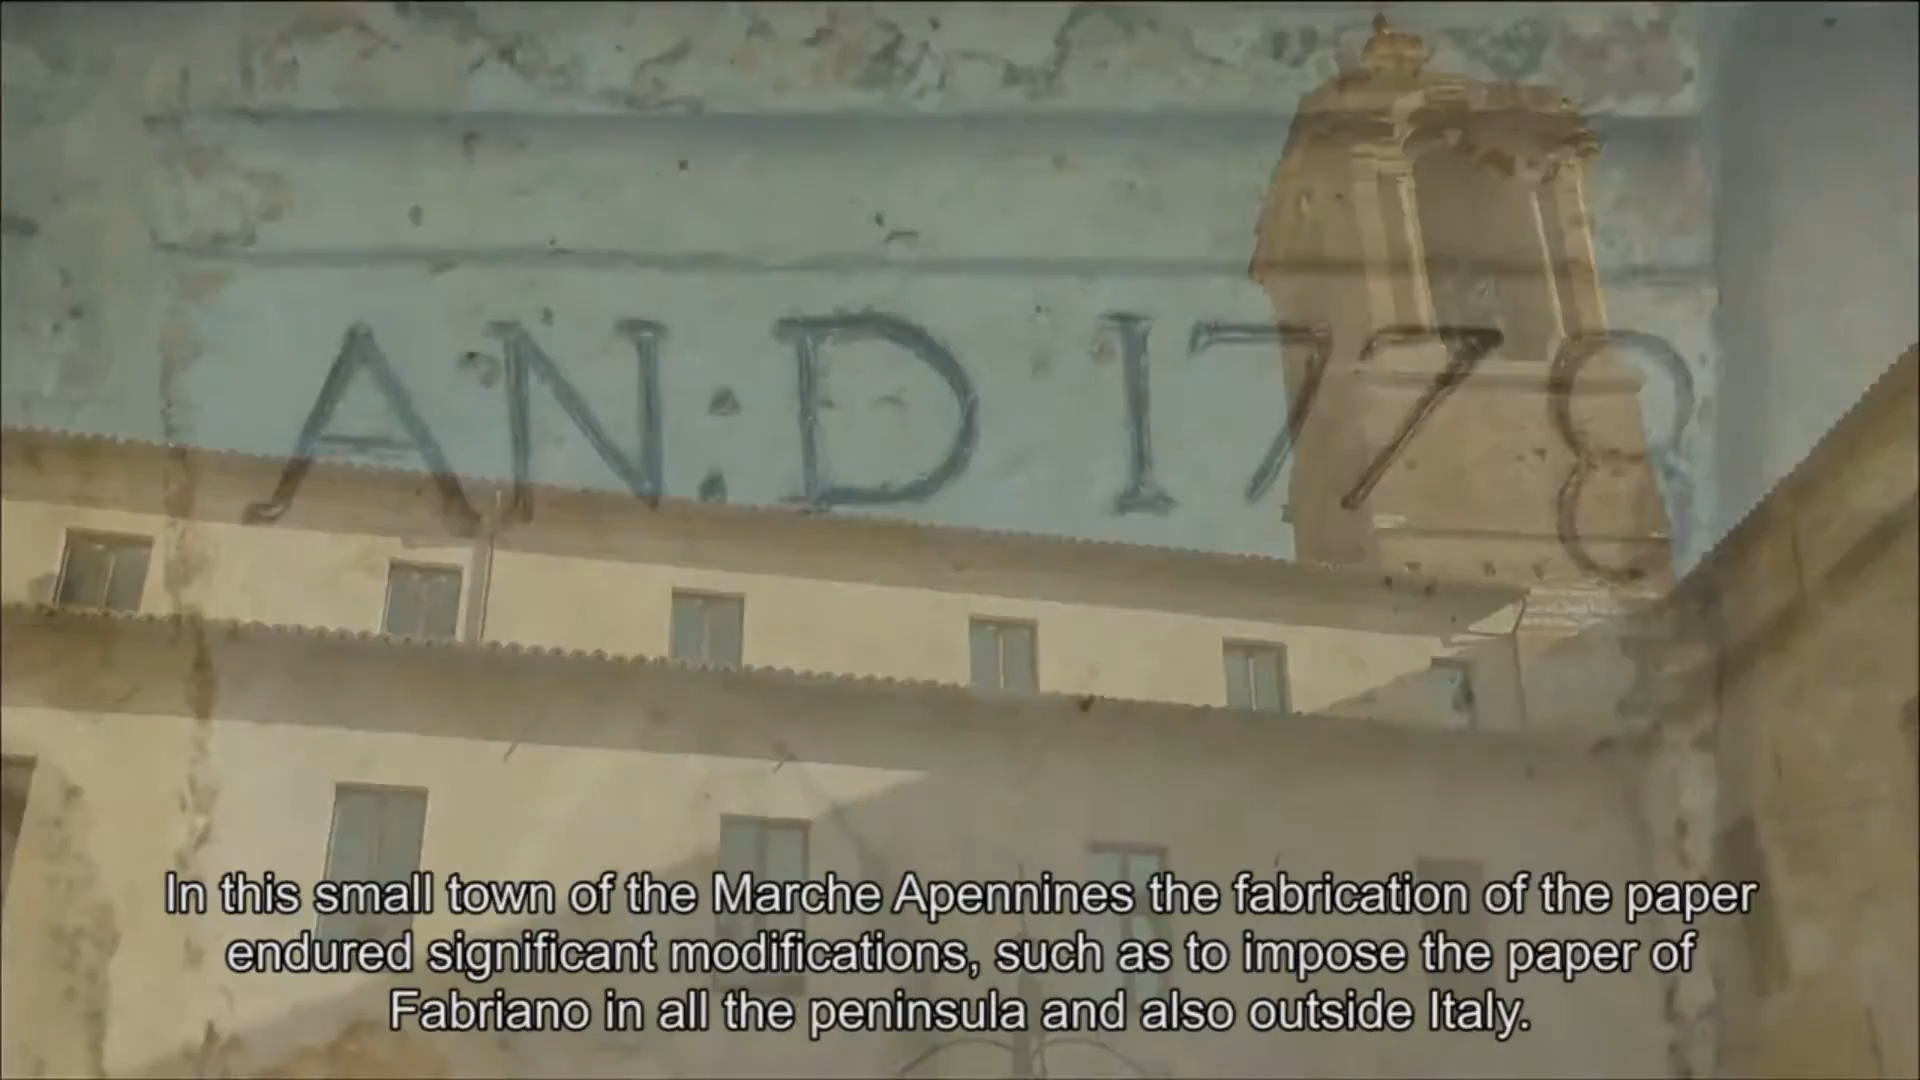 AN:D 1778
In this small town of the Marche Apennines the fabrication of the paper
endured significant modifications, such as to impose the paper of
Fabriano in all the peninsula and also outside Italy.